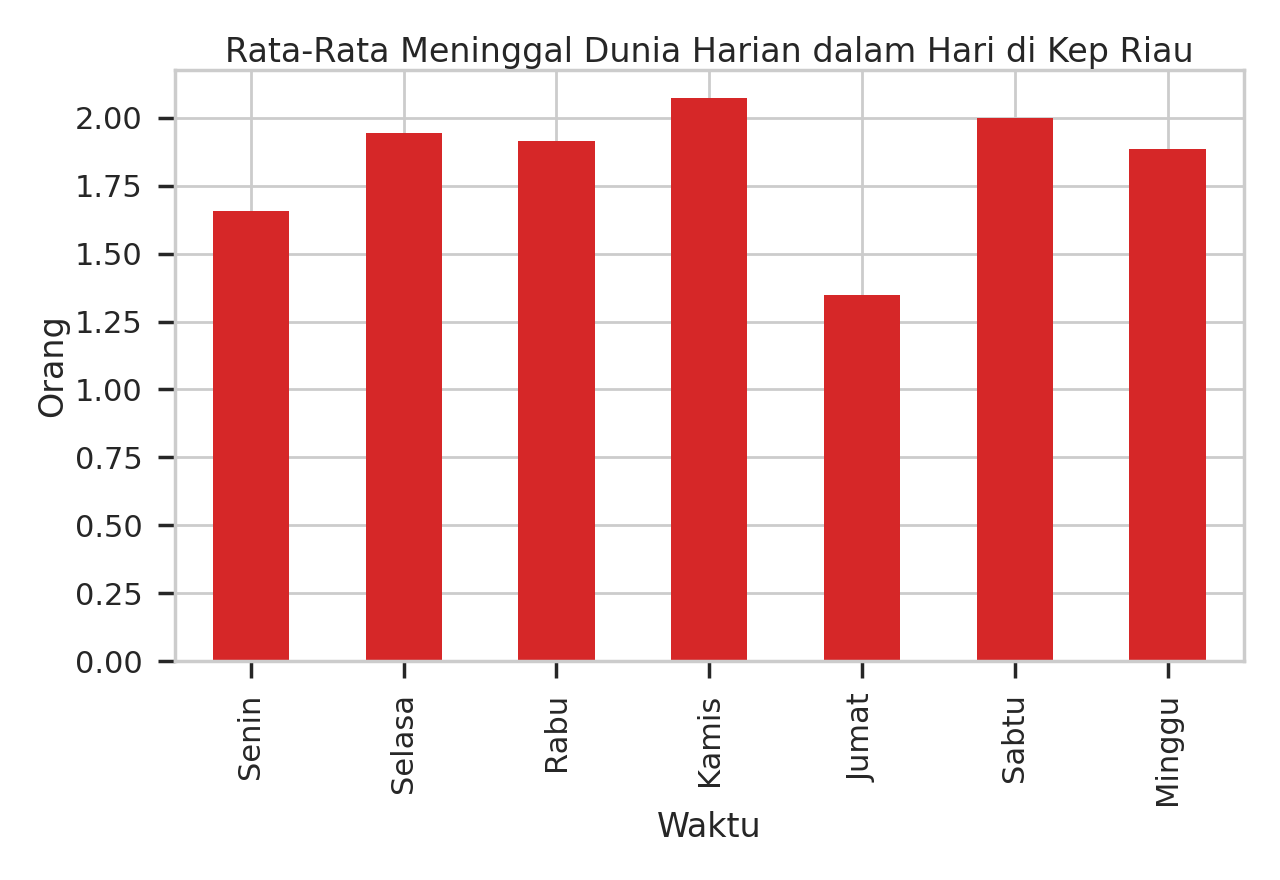 Rata-Rata Meninggal Dunia Harian dalam Hari di Kep Riau
Orang
2.00
1.75
1.50
1.25
1.00
0.75
0.50
0.25
0.00
Senin
Selasa
Rabu
Kamis
Jumat
Sabtu
Minggu
Waktu